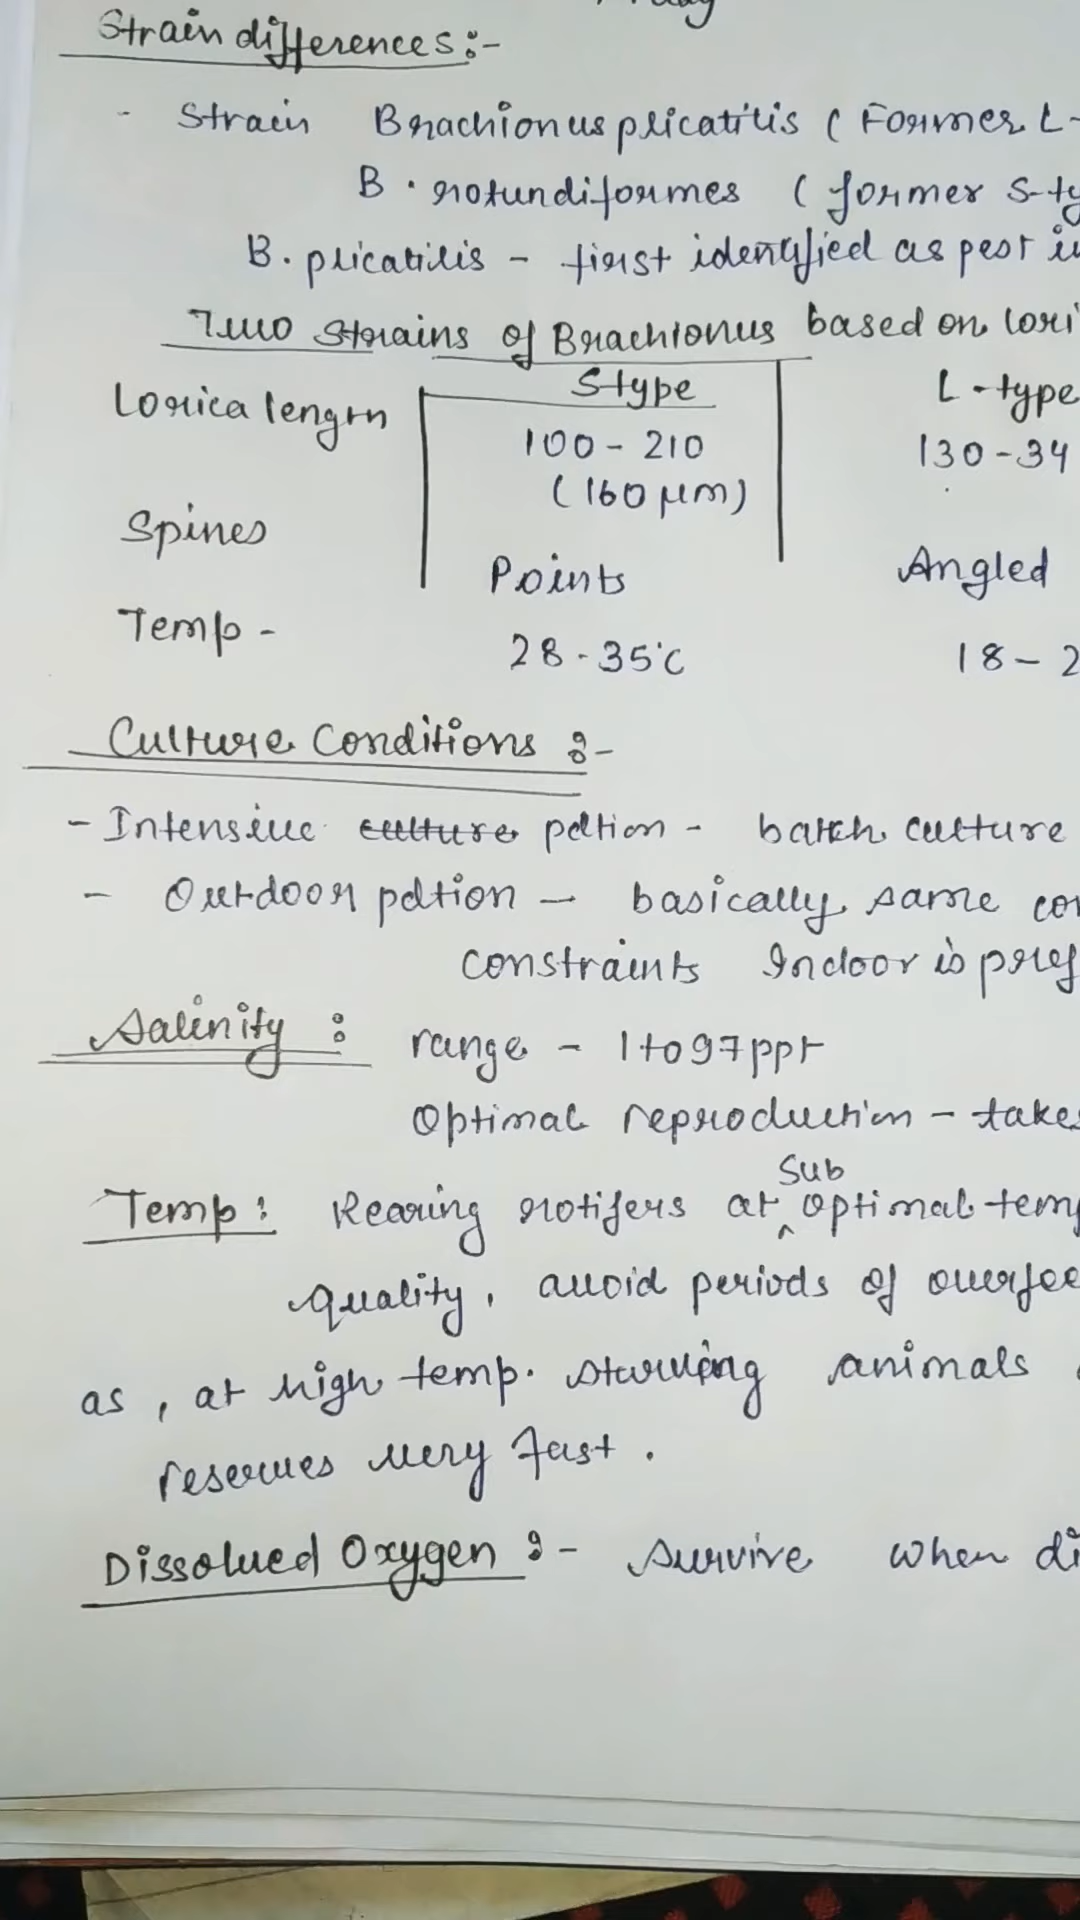 Strain differences :-
- Strain Brachionus plicatilis ( Former L-
B. rotundiformes ( former S-ty
B. plicatilis - first identified as pest in
Two Strains of Brachionus based on lori
S type L-type
Lorica length 100 - 210 130-34
(160 μm)
Spines Points Angled
Temp - 28-35°C 18-2
Culture Conditions :-
- Intensive culture pdtion - batch culture
- Outdoor pdtion - basically same con
constraints Indoor is pref
Salinity : range - 1 to 97 ppt
Optimal reproduction - takes
Sub
Temp : Rearing rotifers at ^ optimal temp
quality, avoid periods of overfee
as , at high temp. starving animals
reserves very fast .
Dissolved Oxygen :- survive when di